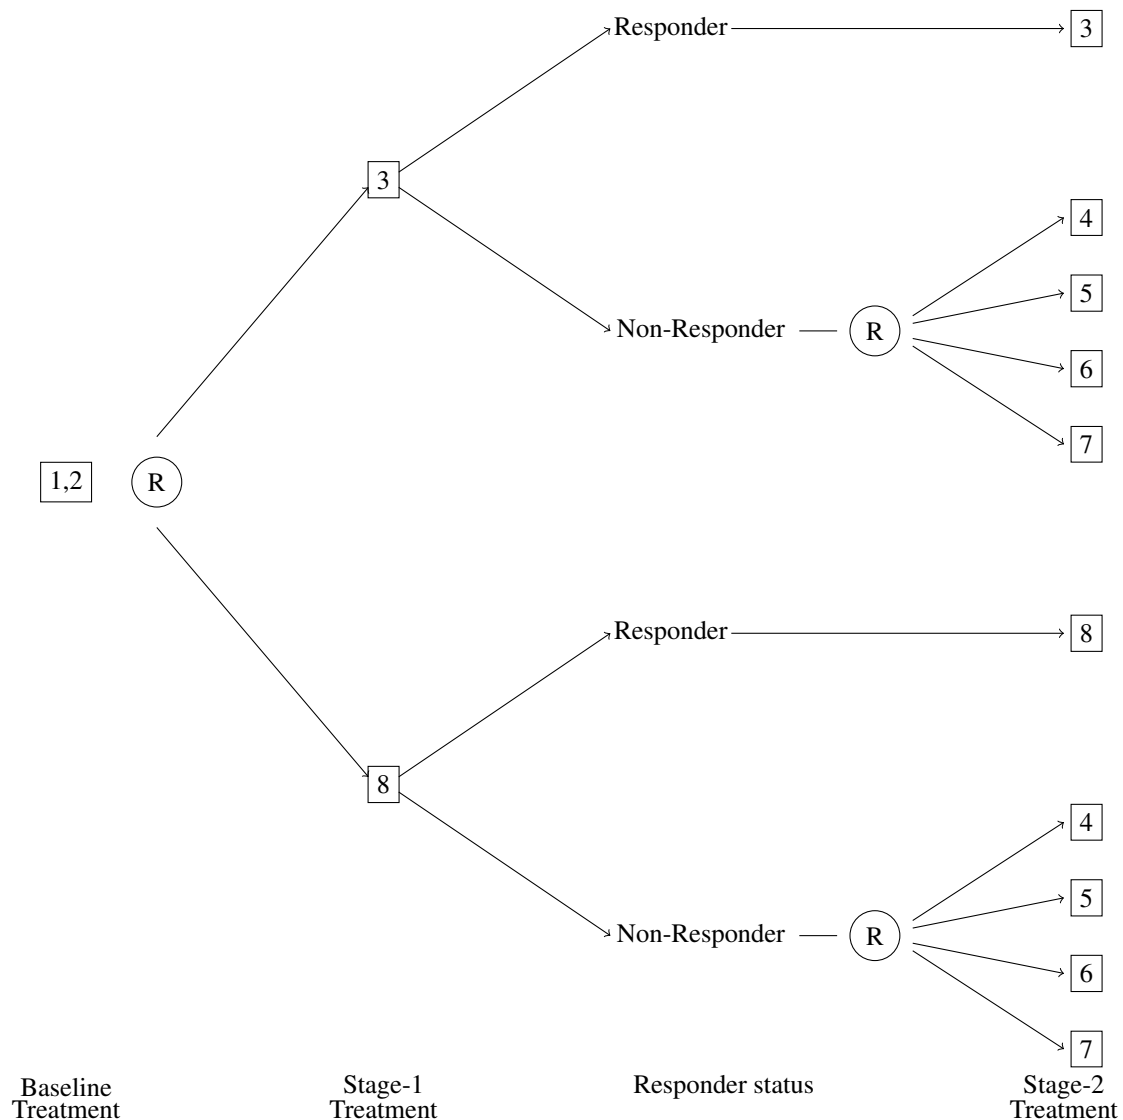 Responder
3
3
4
5
Non-Responder
R
6
7
1,2
R
Responder
8
8
4
5
Non-Responder
R
6
7
Baseline
Treatment
Stage-1
Treatment
Responder status
Stage-2
Treatment